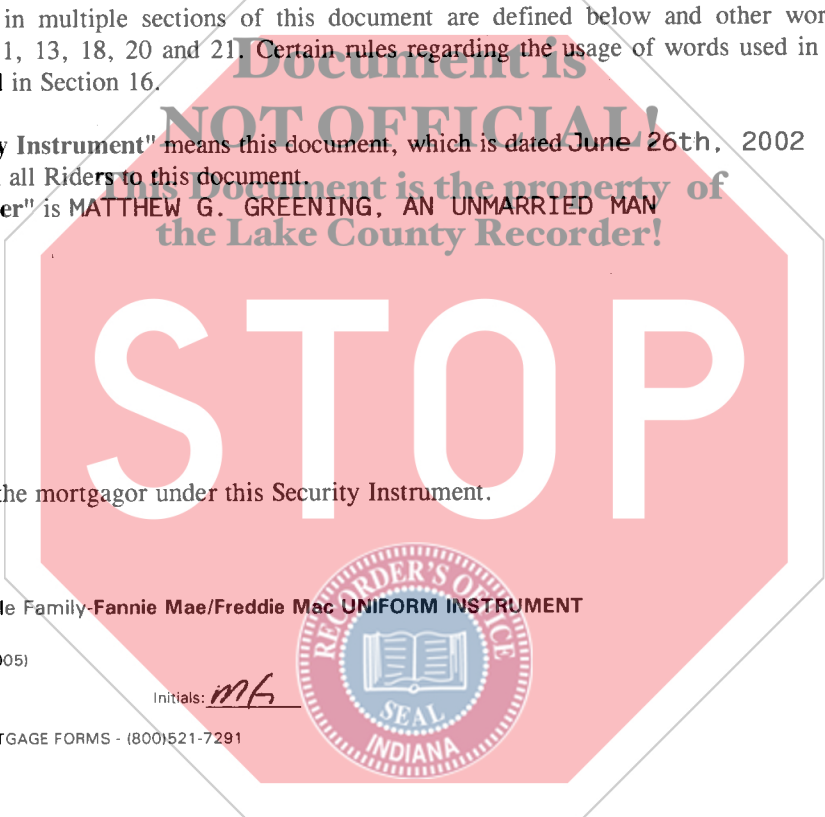 in multiple sections of this document are defined below and other wor
1, 13, 18, 20 and 21. Certain rules regarding the usage of words used in
in Section 16.
Document is
NOT OFFICIAL!
This Document is the property of
the Lake County Recorder!
y Instrument" means this document, which is dated June 26th, 2002
all Riders to this document.
er" is MATTHEW G. GREENING, AN UNMARRIED MAN
STOP
the mortgagor under this Security Instrument.
le Family-Fannie Mae/Freddie Mac UNIFORM INSTRUMENT
005)
Initials: MG
TGAGE FORMS - (800)521-7291
RECORDER'S OFFICE
SEAL
INDIANA